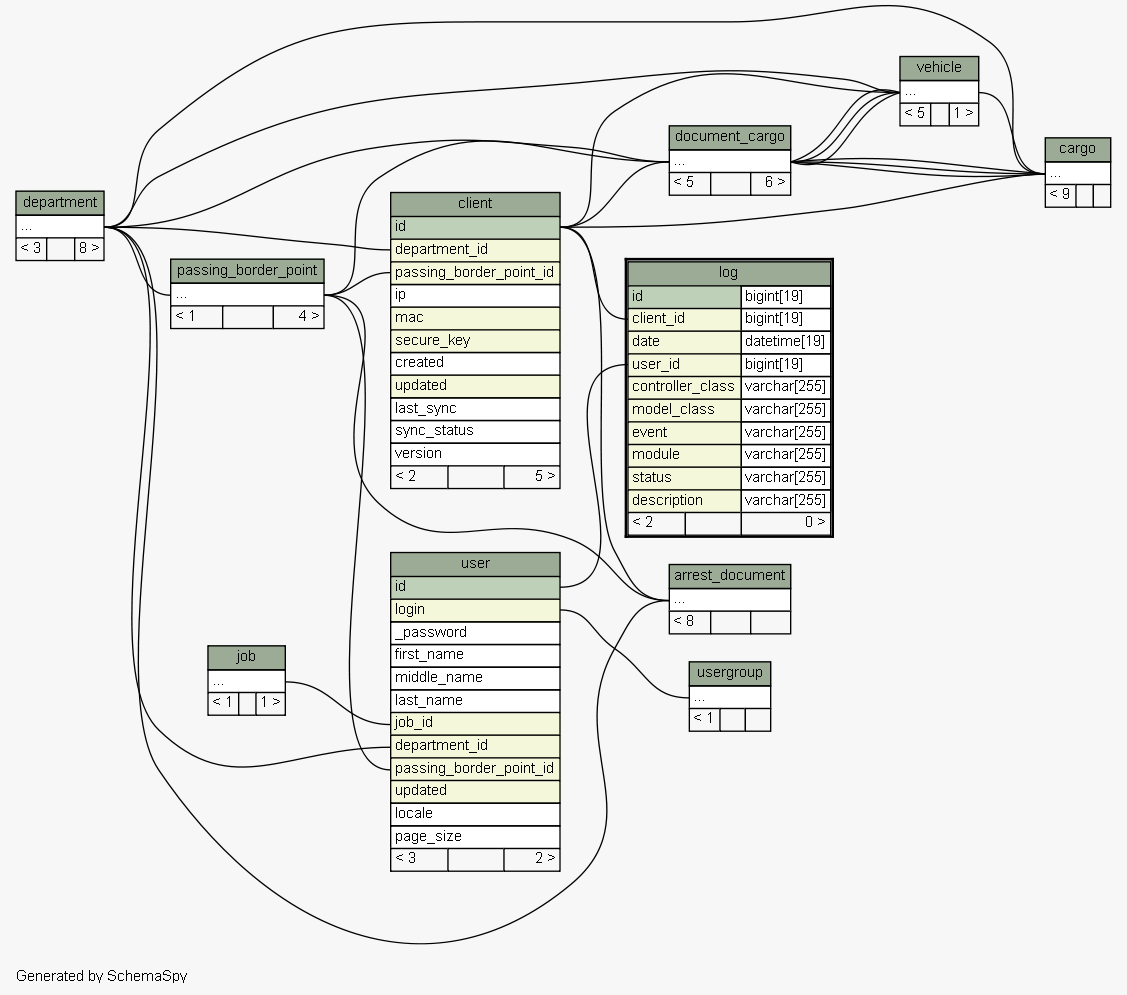 vehicle
...
< 5 1 >
document_cargo
...
< 5 6 >
cargo
...
< 9
department
...
< 3 8 >
client
id
department_id
passing_border_point_id
ip
mac
secure_key
created
updated
last_sync
sync_status
version
< 2 5 >
passing_border_point
...
< 1 4 >
log
id bigint[19]
client_id bigint[19]
date datetime[19]
user_id bigint[19]
controller_class varchar[255]
model_class varchar[255]
event varchar[255]
module varchar[255]
status varchar[255]
description varchar[255]
< 2 0 >
user
id
login
_password
first_name
middle_name
last_name
job_id
department_id
passing_border_point_id
updated
locale
page_size
< 3 2 >
arrest_document
...
< 8
job
...
< 1 1 >
usergroup
...
< 1
Generated by SchemaSpy